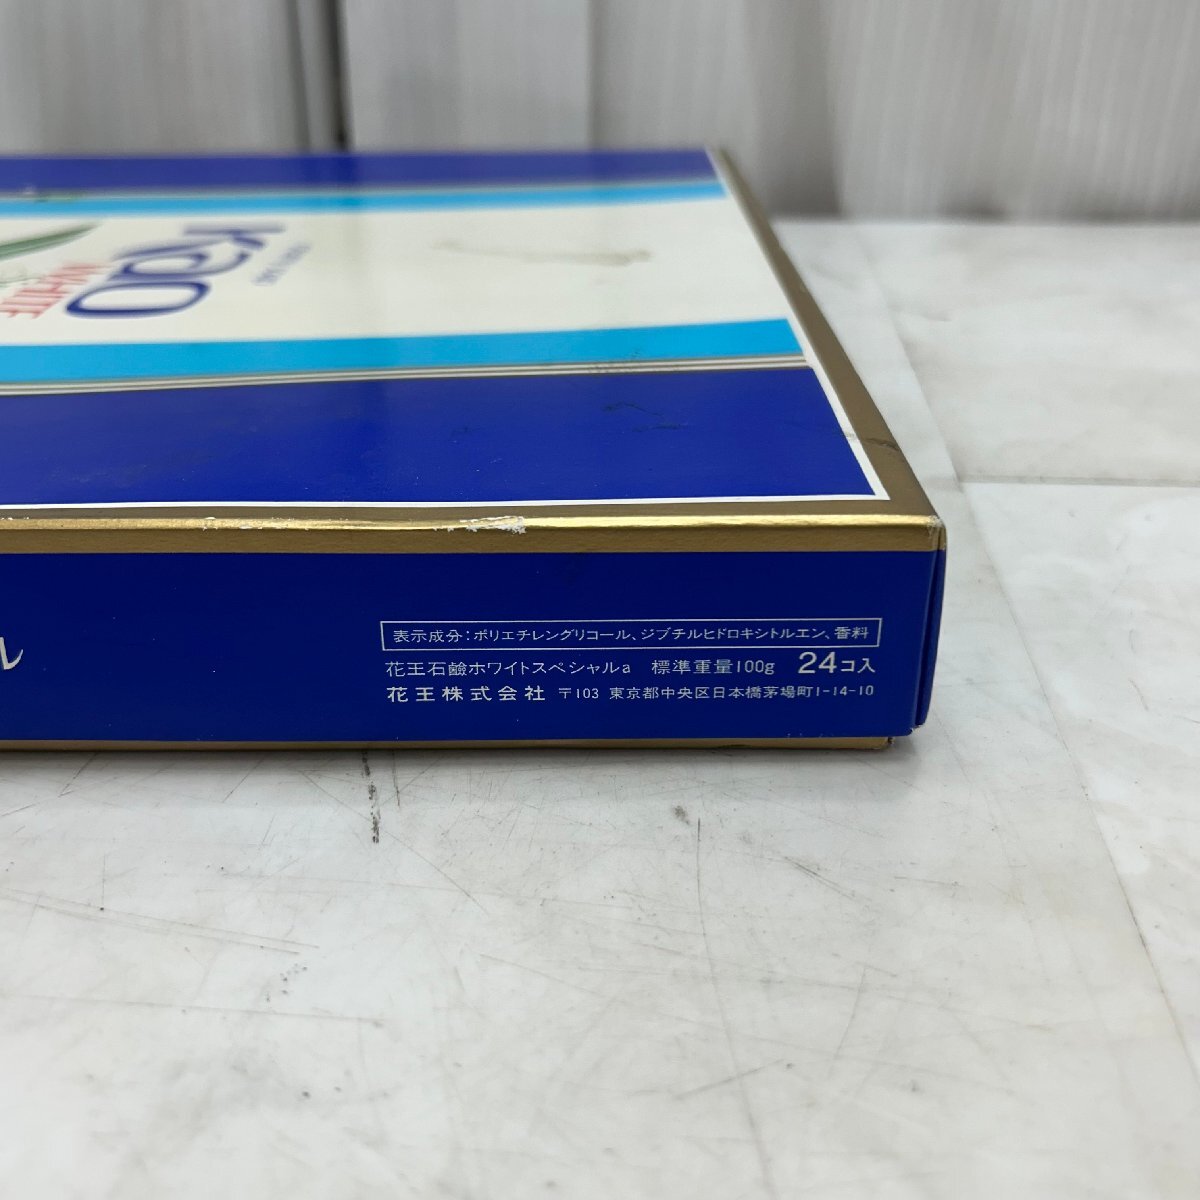 Kao
WHITE
ル
表示成分:ポリエチレングリコール、ジブチルヒドロキシトルエン、香料
花王石鹸ホワイトスペシャルa 標準重量100g 24コ入
花王株式会社 〒103 東京都中央区日本橋茅場町1-14-10